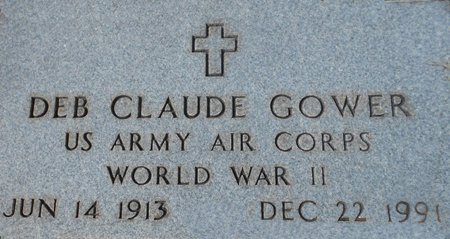 DEB CLAUDE GOWER
US ARMY AIR CORPS
WORLD WAR II
JUN 14 1913 DEC 22 1991